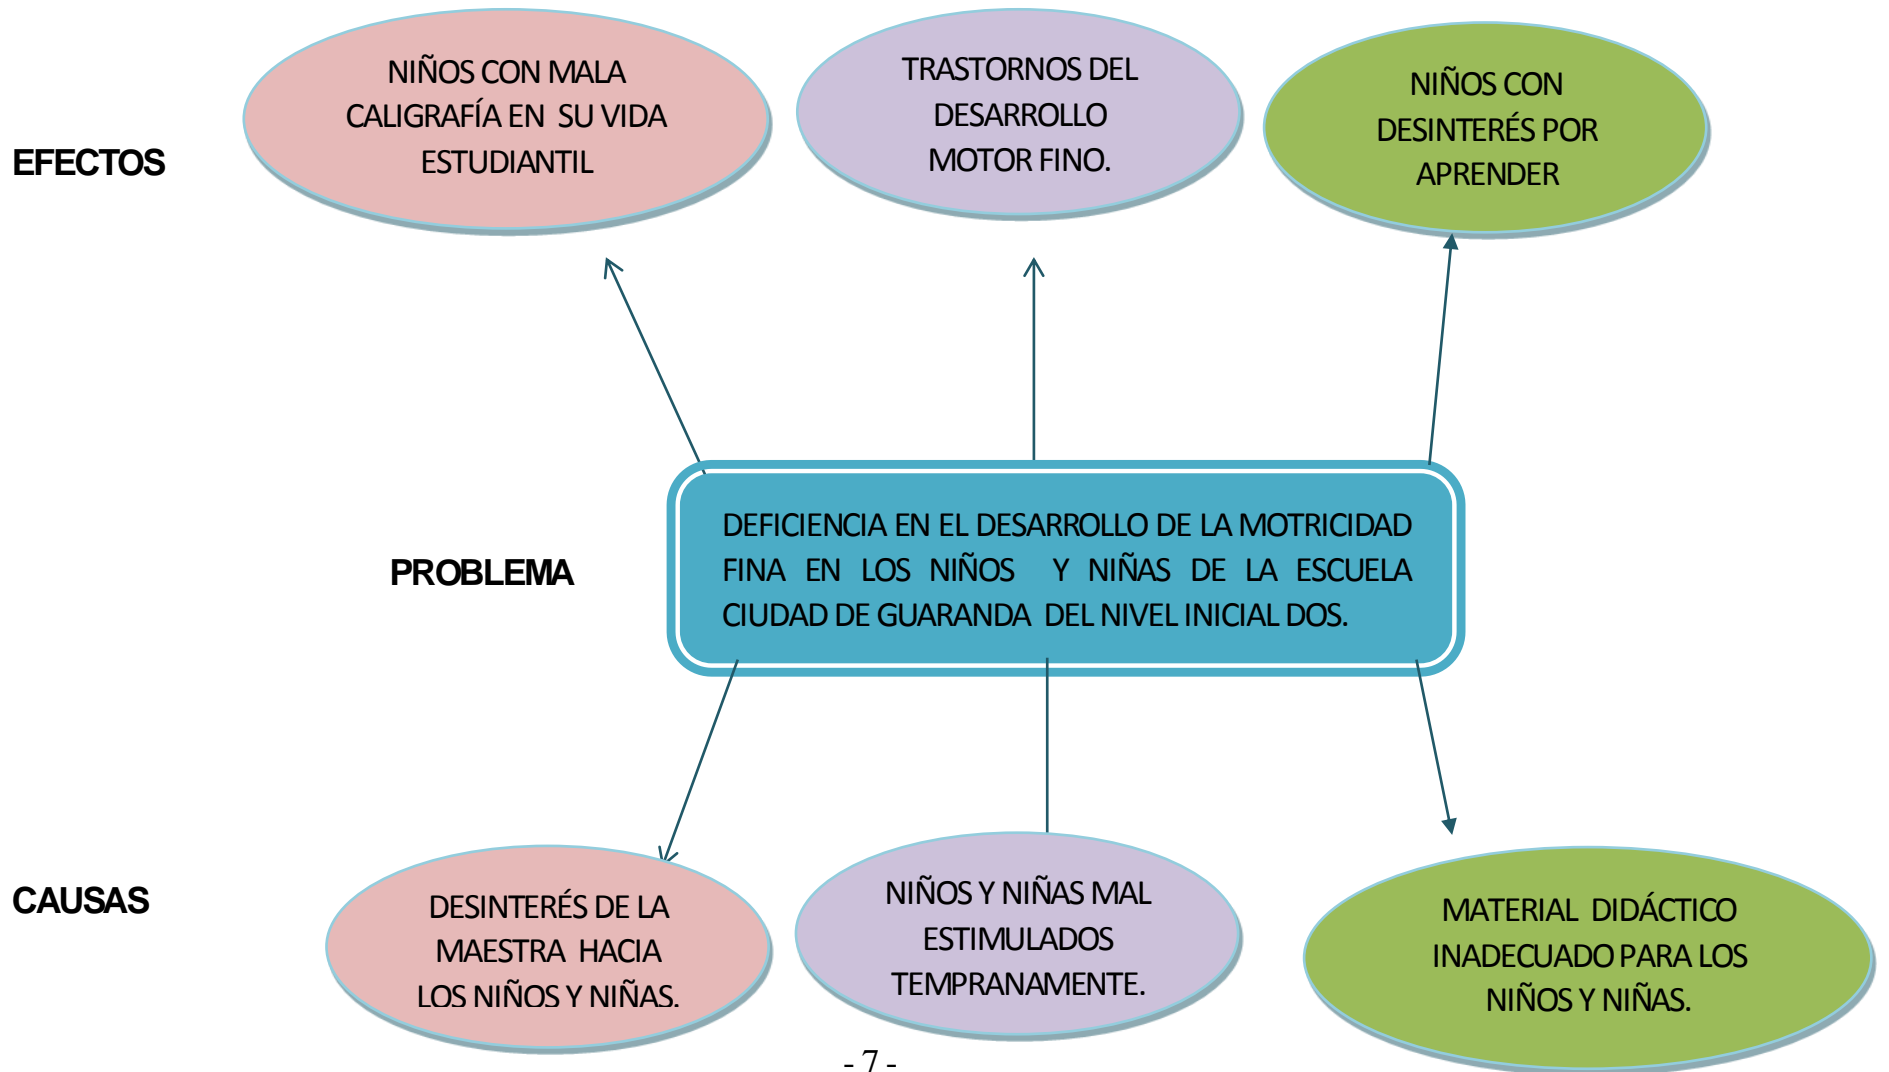 NIÑOS CON MALA
CALIGRAFÍA EN SU VIDA
ESTUDIANTIL
TRASTORNOS DEL
DESARROLLO
MOTOR FINO.
NIÑOS CON
DESINTERÉS POR
APRENDER
EFECTOS
DEFICIENCIA EN EL DESARROLLO DE LA MOTRICIDAD
FINA EN LOS NIÑOS Y NIÑAS DE LA ESCUELA
CIUDAD DE GUARANDA DEL NIVEL INICIAL DOS.
PROBLEMA
CAUSAS
DESINTERÉS DE LA
MAESTRA HACIA
LOS NIÑOS Y NIÑAS.
NIÑOS Y NIÑAS MAL
ESTIMULADOS
TEMPRANAMENTE.
MATERIAL DIDÁCTICO
INADECUADO PARA LOS
NIÑOS Y NIÑAS.
- 7 -